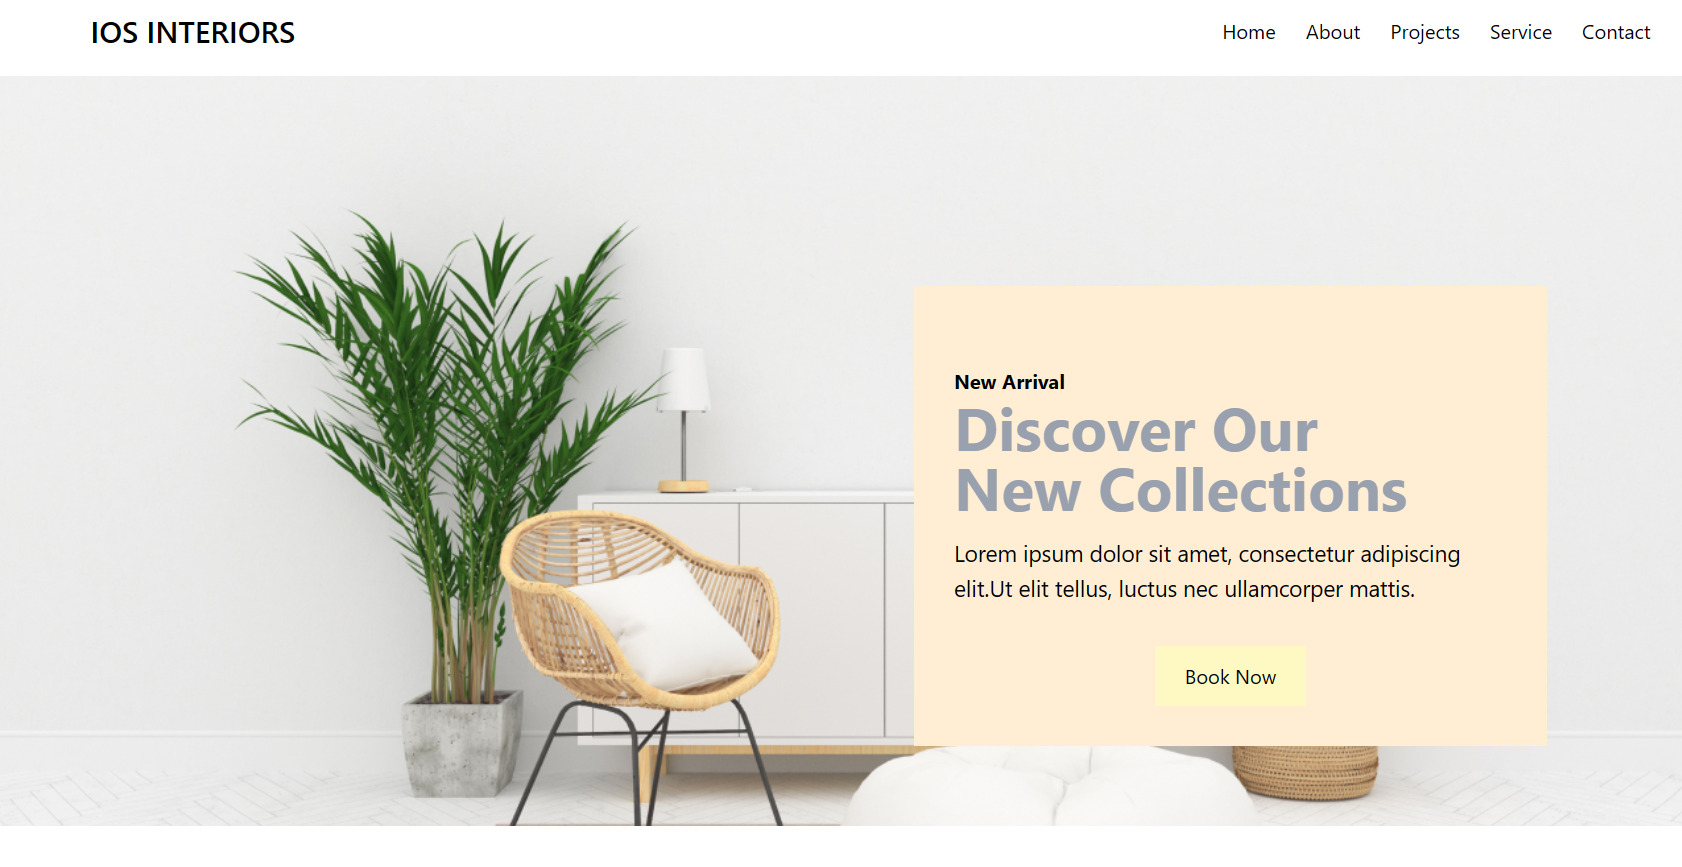 IOS INTERIORS
Home About Projects Service Contact
New Arrival
Discover Our
New Collections
Lorem ipsum dolor sit amet, consectetur adipiscing
elit.Ut elit tellus, luctus nec ullamcorper mattis.
Book Now